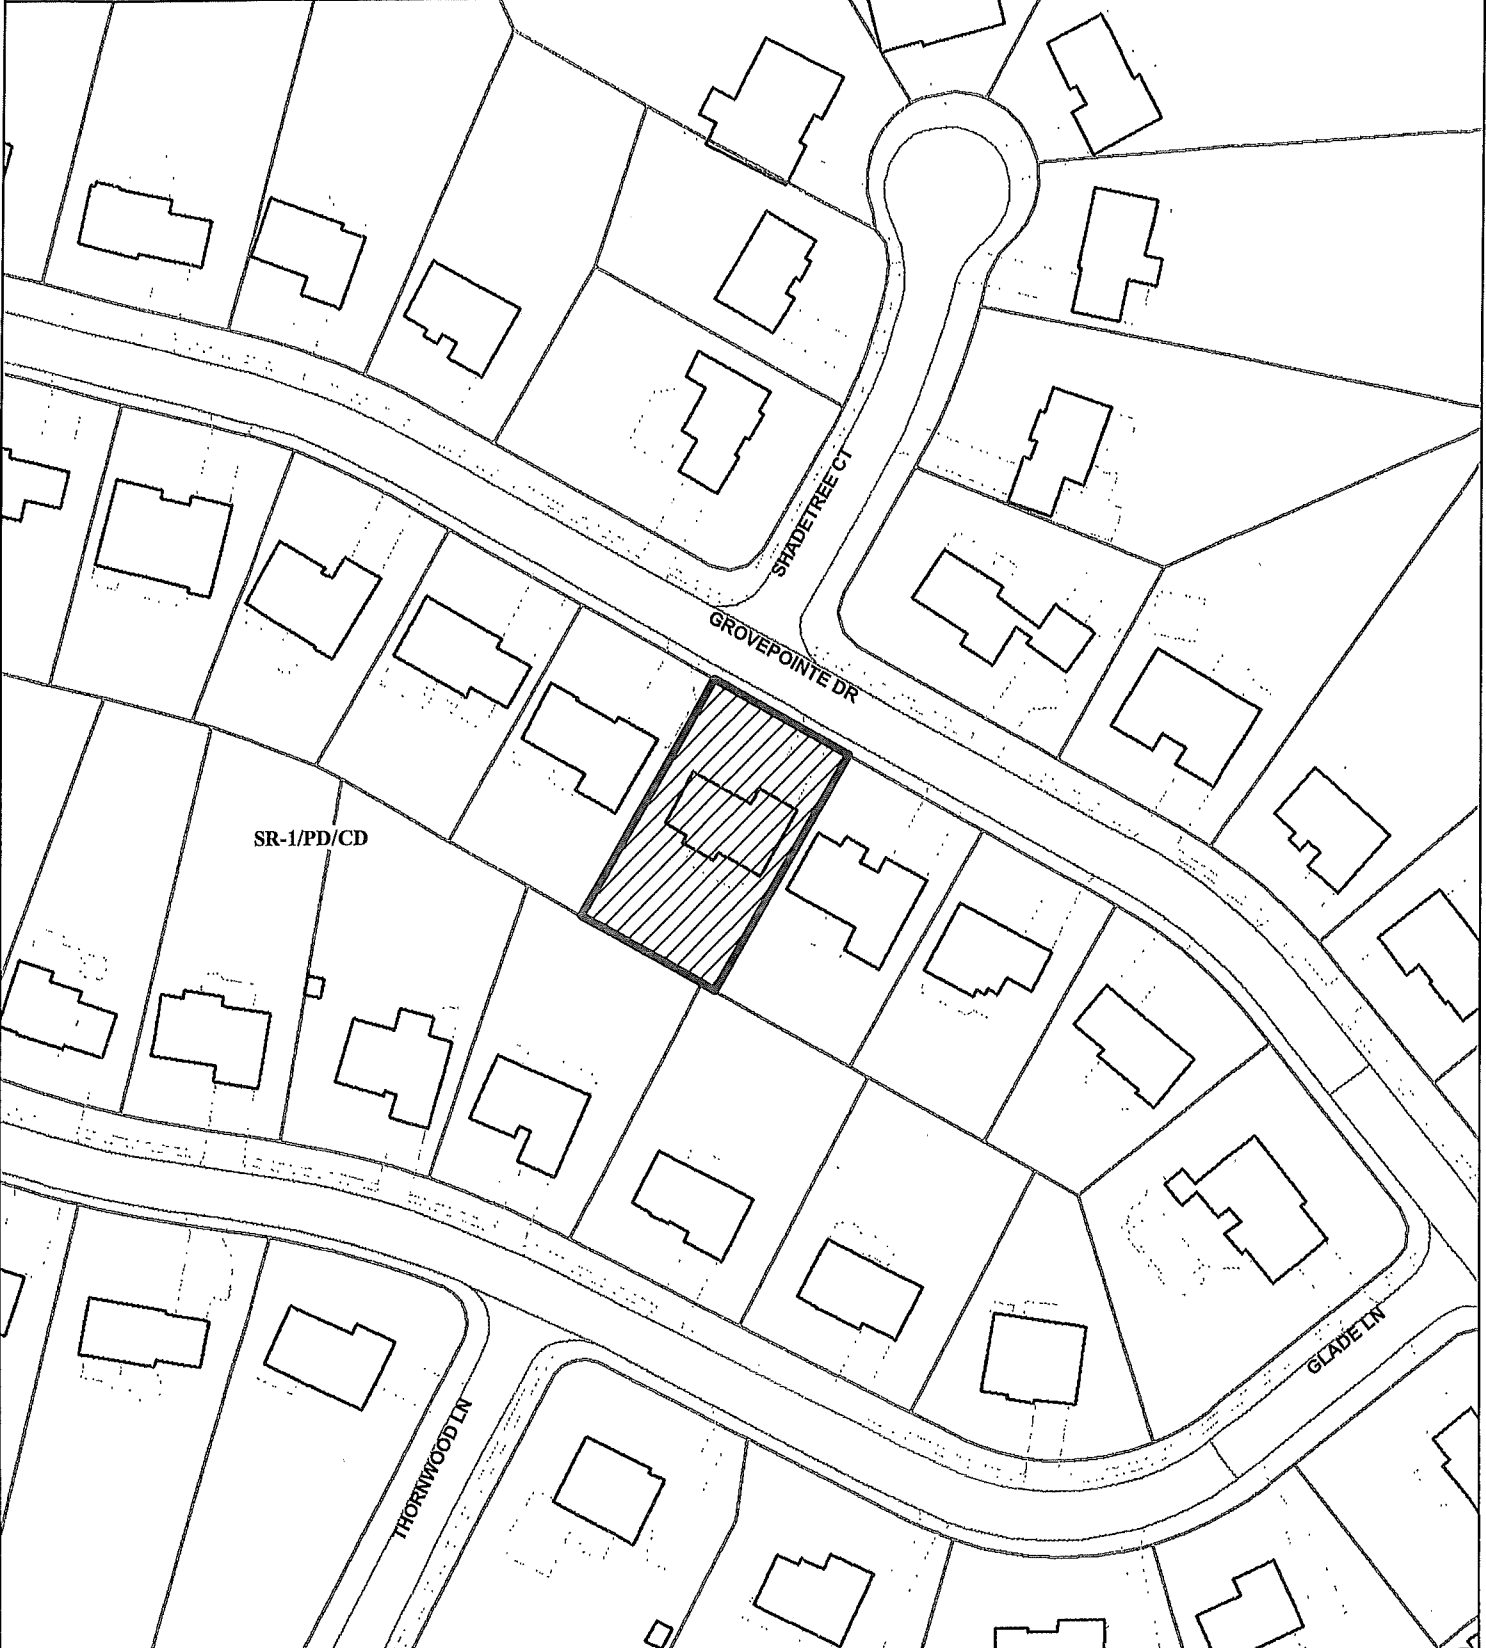 SHADETREE CT
GROVEPOINTE DR
SR-1/PD/CD
GLADE LN
THORNWOOD LN